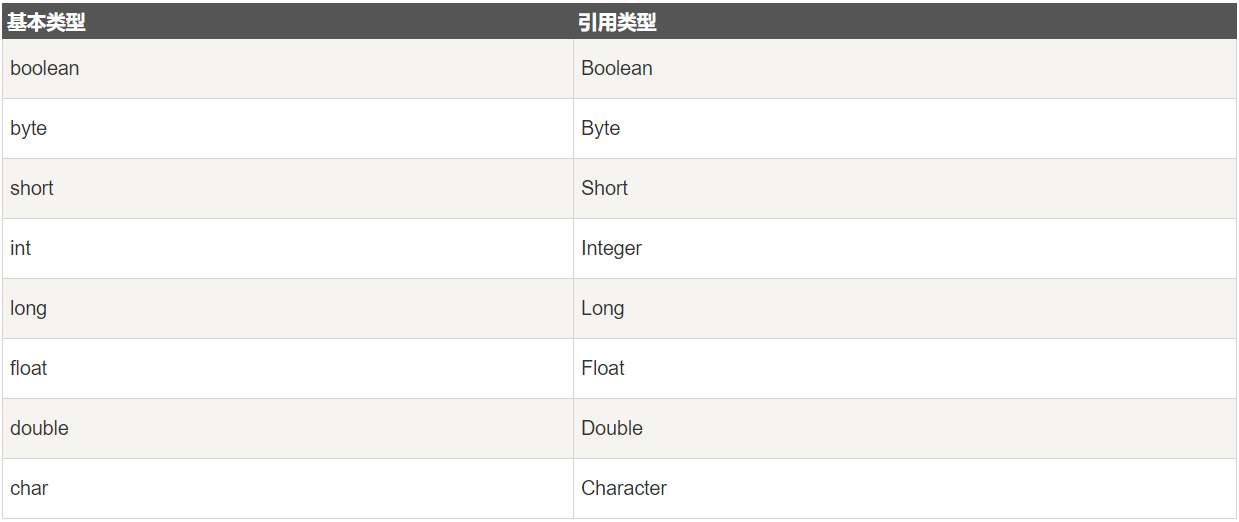 基本类型 引用类型
boolean Boolean
byte Byte
short Short
int Integer
long Long
float Float
double Double
char Character